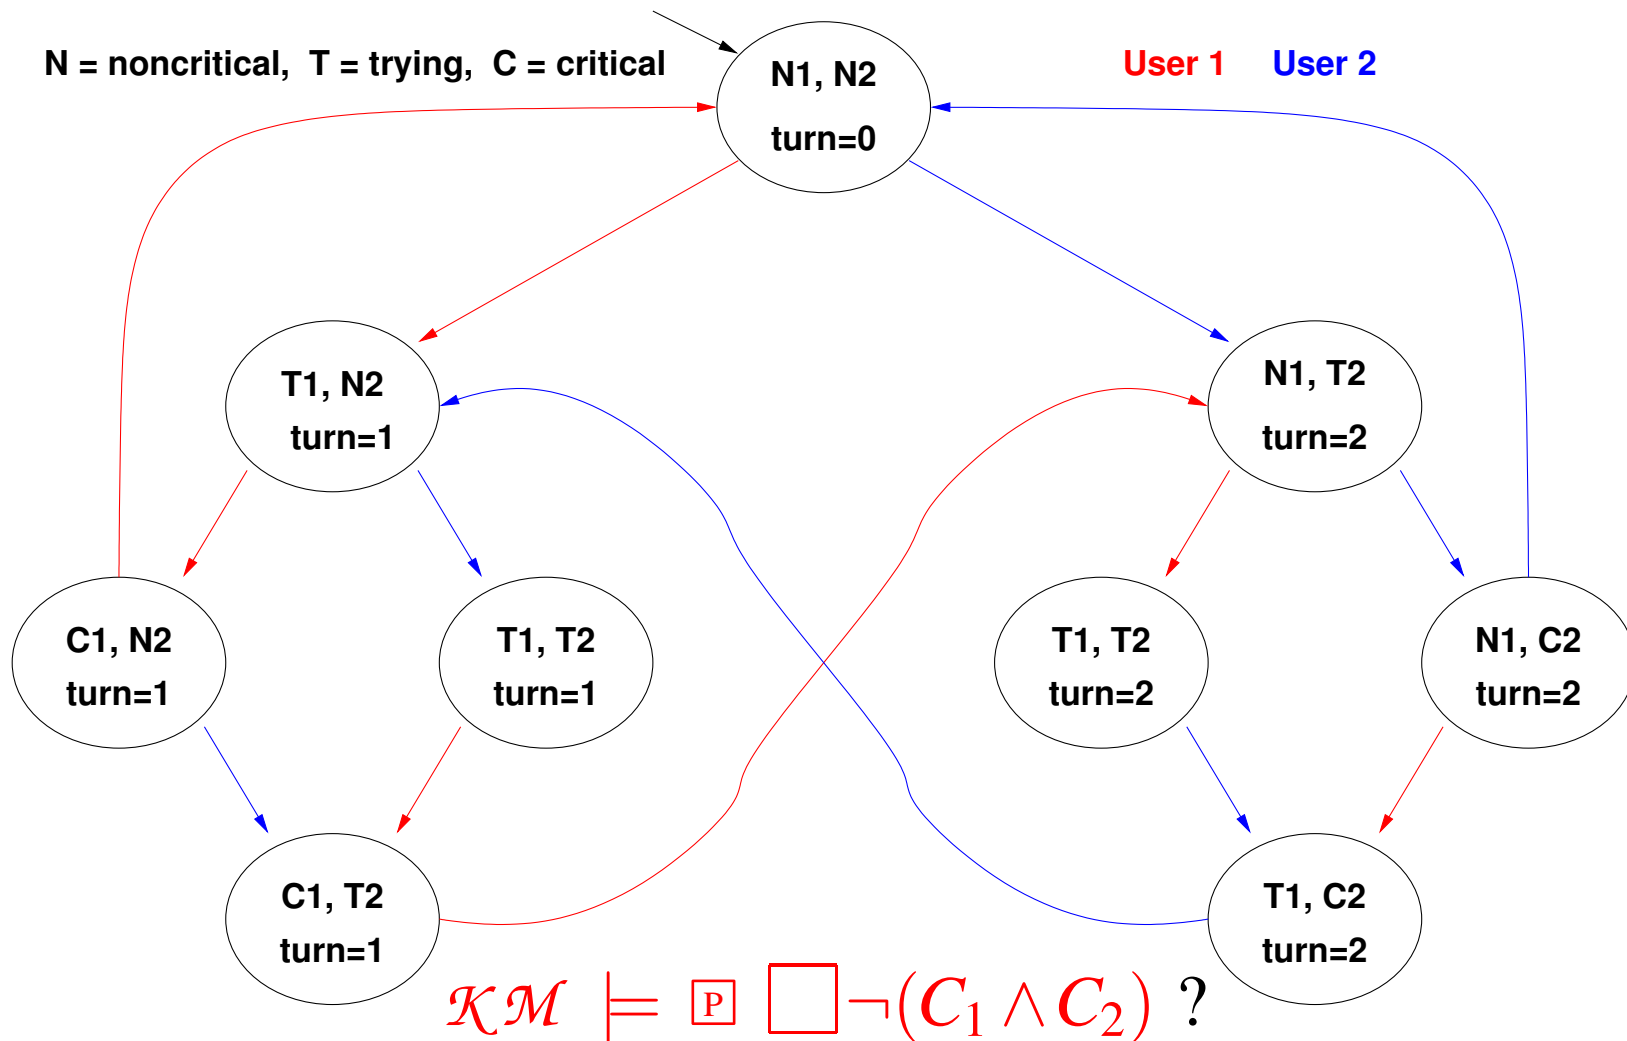 N = noncritical, T = trying, C = critical
User 1 User 2
N1, N2
turn=0
T1, N2
turn=1
N1, T2
turn=2
C1, N2
turn=1
T1, T2
turn=1
T1, T2
turn=2
N1, C2
turn=2
C1, T2
turn=1
T1, C2
turn=2
𝒦ℳ ⊨ 🄿 □¬(C₁ ∧ C₂) ?